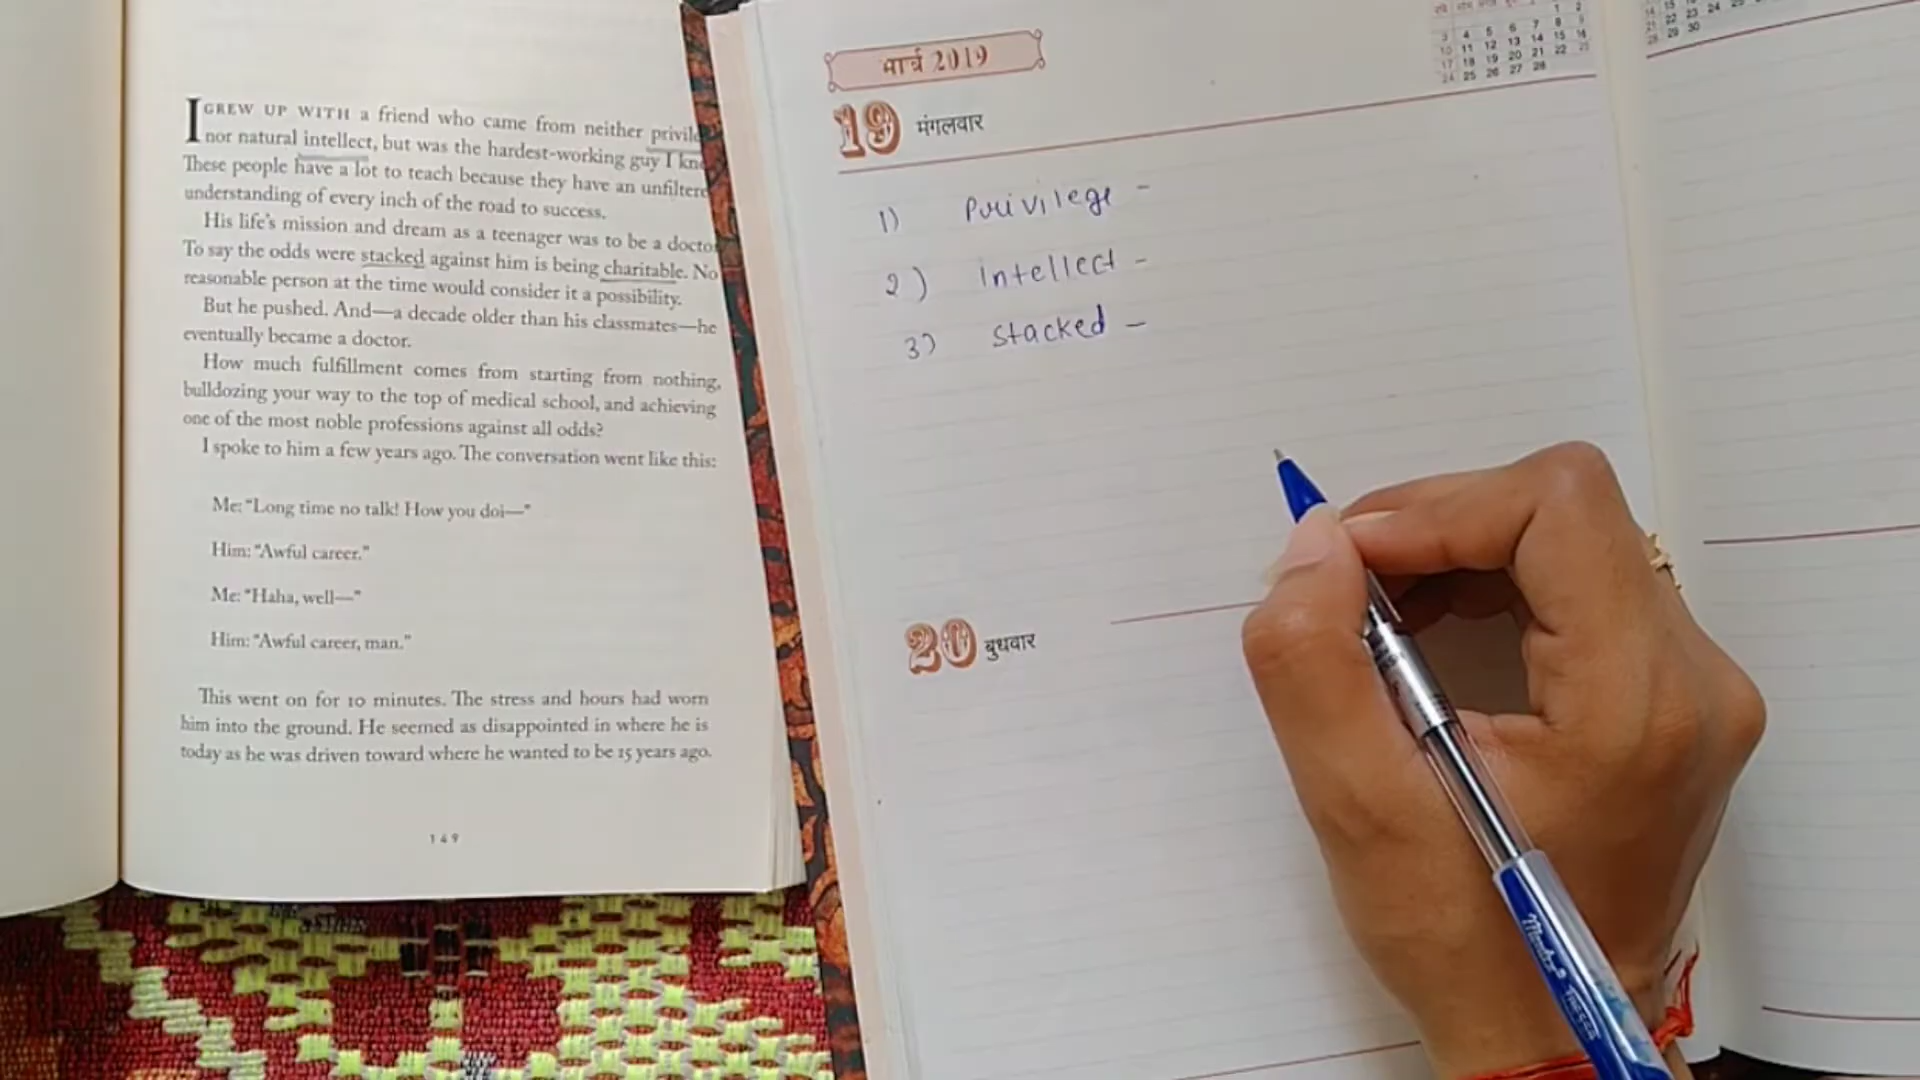 I GREW UP WITH a friend who came from neither
nor natural intellect, but was the hardest-working guy I
These people have a lot to teach because they have an
understanding of every inch of the road to success.
His life's mission and dream as a teenager was to be a
To say the odds were stacked against him is being charitable. No
reasonable person at the time would consider it a possibility.
But he pushed. And—a decade older than his classmates—he
eventually became a doctor.
How much fulfillment comes from starting from nothing,
bulldozing your way to the top of medical school, and achieving
one of the most noble professions against all odds?
I spoke to him a few years ago. The conversation went like this:
Me: "Long time no talk! How you doi—"
Him: "Awful career."
Me: "Haha, well—"
Him: "Awful career, man."
This went on for 10 minutes. The stress and hours had worn
him into the ground. He seemed as disappointed in where he is
today as he was driven toward where he wanted to be 15 years ago.
149
मार्च 2019
19 मंगलवार
1) Privilege -
2) Intellect -
3) Stacked -
20 बुधवार